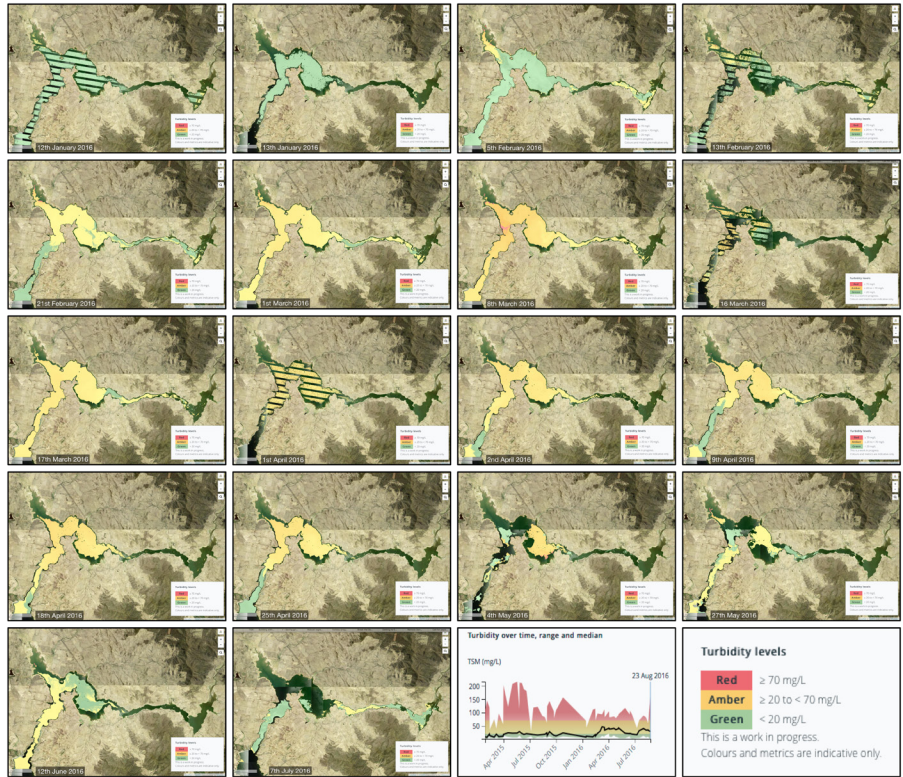 12th January 2016
13th January 2016
5th February 2016
13th February 2016
21st February 2016
1st March 2016
8th March 2016
16 March 2016
17th March 2016
1st April 2016
2nd April 2016
9th April 2016
18th April 2016
25th April 2016
4th May 2016
27th May 2016
12th June 2016
7th July 2016
Turbidity over time, range and median
TSM (mg/L)
23 Aug 2016
200
150
100
50
Apr 2015
Jul 2015
Oct 2015
Jan 2016
Apr 2016
Jul 2016
Turbidity levels
Red ≥ 70 mg/L
Amber ≥ 20 to < 70 mg/L
Green < 20 mg/L
This is a work in progress.
Colours and metrics are indicative only.